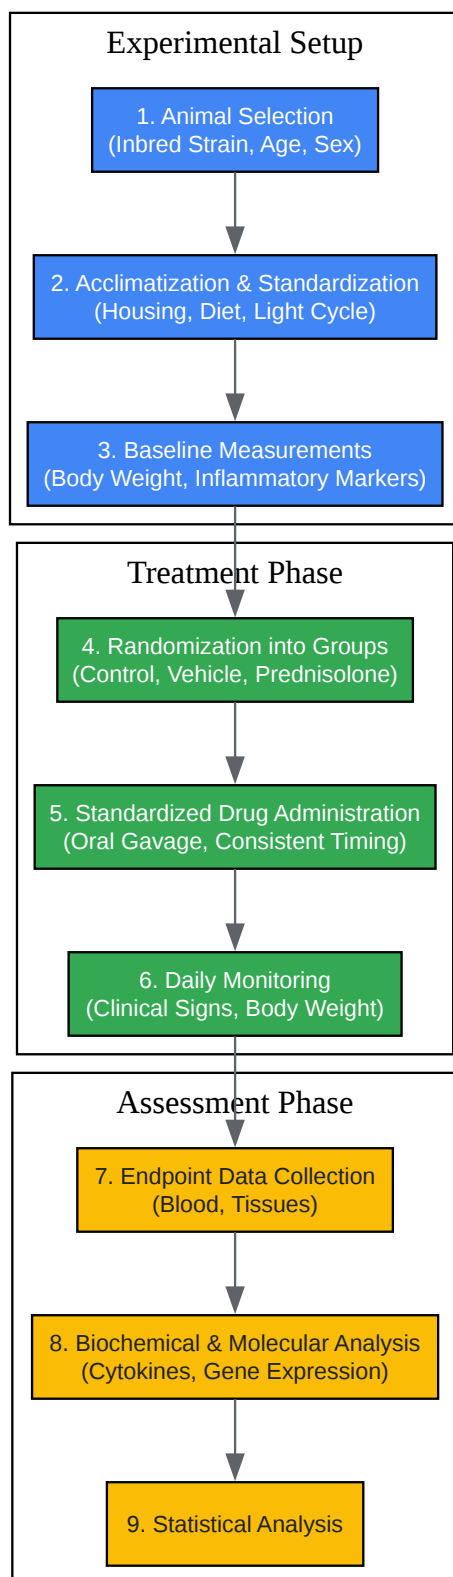 Experimental Setup
1. Animal Selection
(Inbred Strain, Age, Sex)
2. Acclimatization & Standardization
(Housing, Diet, Light Cycle)
3. Baseline Measurements
(Body Weight, Inflammatory Markers)
Treatment Phase
4. Randomization into Groups
(Control, Vehicle, Prednisolone)
5. Standardized Drug Administration
(Oral Gavage, Consistent Timing)
6. Daily Monitoring
(Clinical Signs, Body Weight)
Assessment Phase
7. Endpoint Data Collection
(Blood, Tissues)
8. Biochemical & Molecular Analysis
(Cytokines, Gene Expression)
9. Statistical Analysis